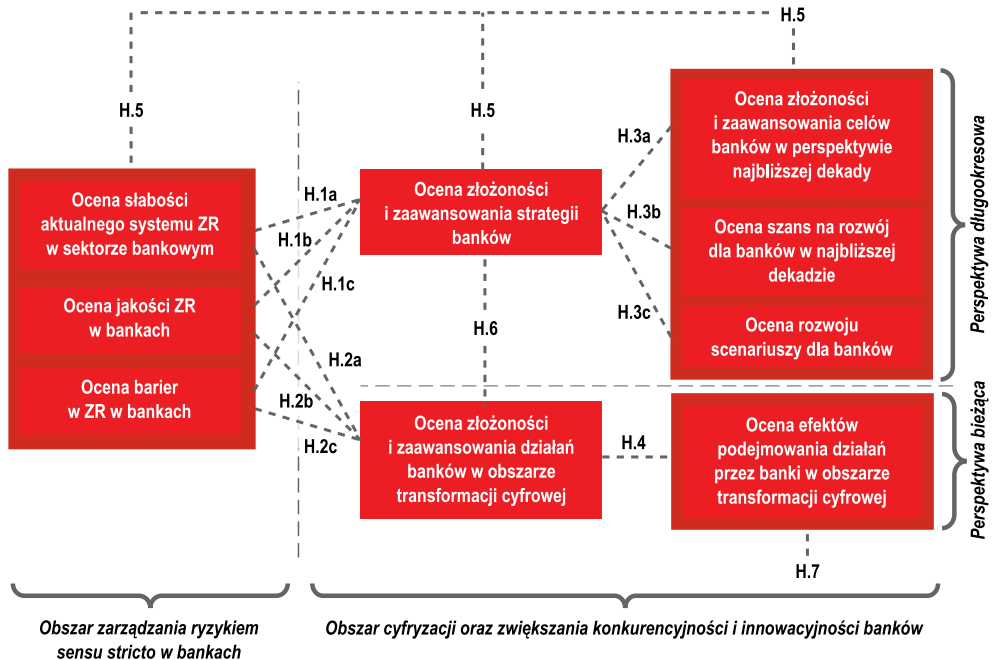 H.5
H.5
H.5
Ocena słabości
aktualnego systemu ZR
w sektorze bankowym
Ocena jakości ZR
w bankach
Ocena barier
w ZR w bankach
H.1a
H.1b
H.1c
H.2a
H.2b
H.2c
Ocena złożoności
i zaawansowania strategii
banków
H.6
Ocena złożoności
i zaawansowania działań
banków w obszarze
transformacji cyfrowej
H.3a
H.3b
H.3c
H.4
Ocena złożoności
i zaawansowania celów
banków w perspektywie
najbliższej dekady
Ocena szans na rozwój
dla banków w najbliższej
dekadzie
Ocena rozwoju
scenariuszy dla banków
Ocena efektów
podejmowania działań
przez banki w obszarze
transformacji cyfrowej
H.7
Perspektywa długookresowa
Perspektywa bieżąca
Obszar zarządzania ryzykiem
sensu stricto w bankach
Obszar cyfryzacji oraz zwiększania konkurencyjności i innowacyjności banków